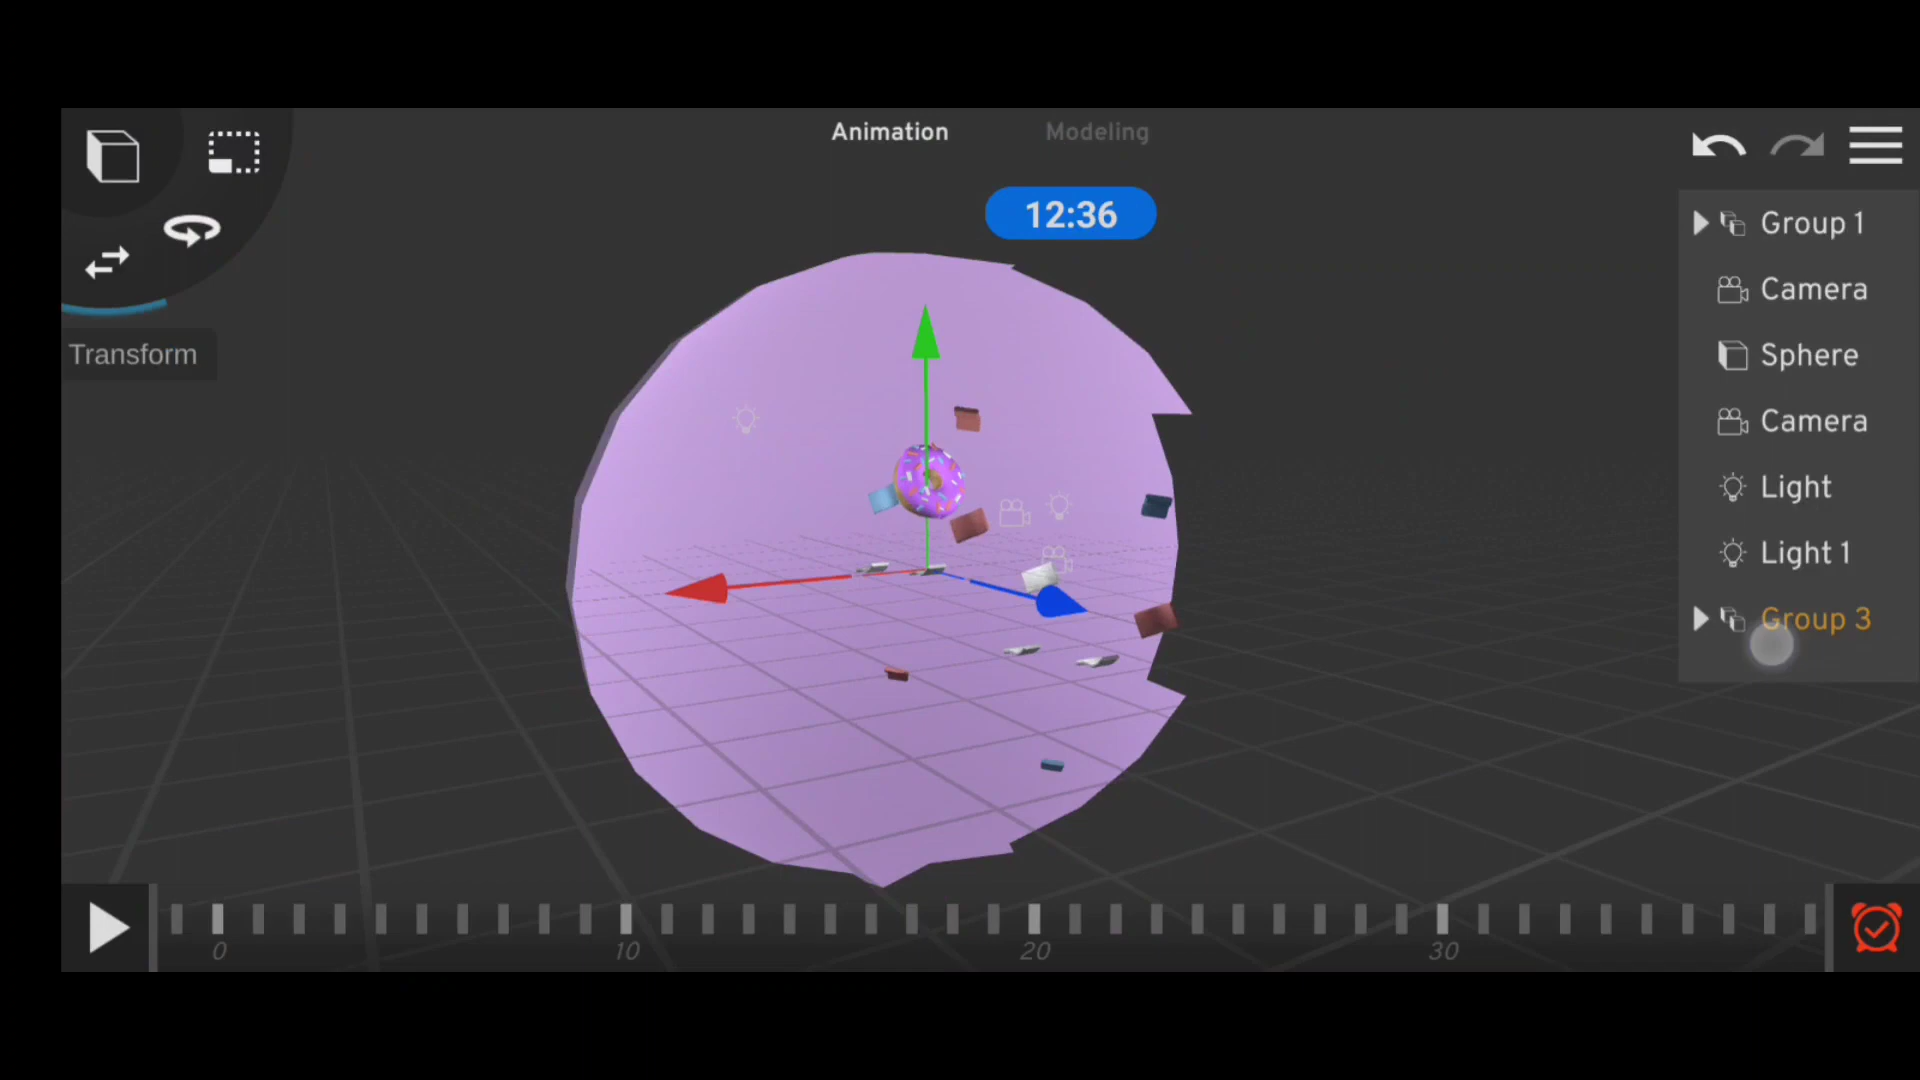 Animation
Modeling
12:36
Group 1
Camera
Sphere
Camera
Light
Light 1
Group 3
Transform
0
10
20
30